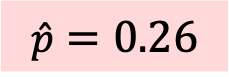 p̂ = 0.26